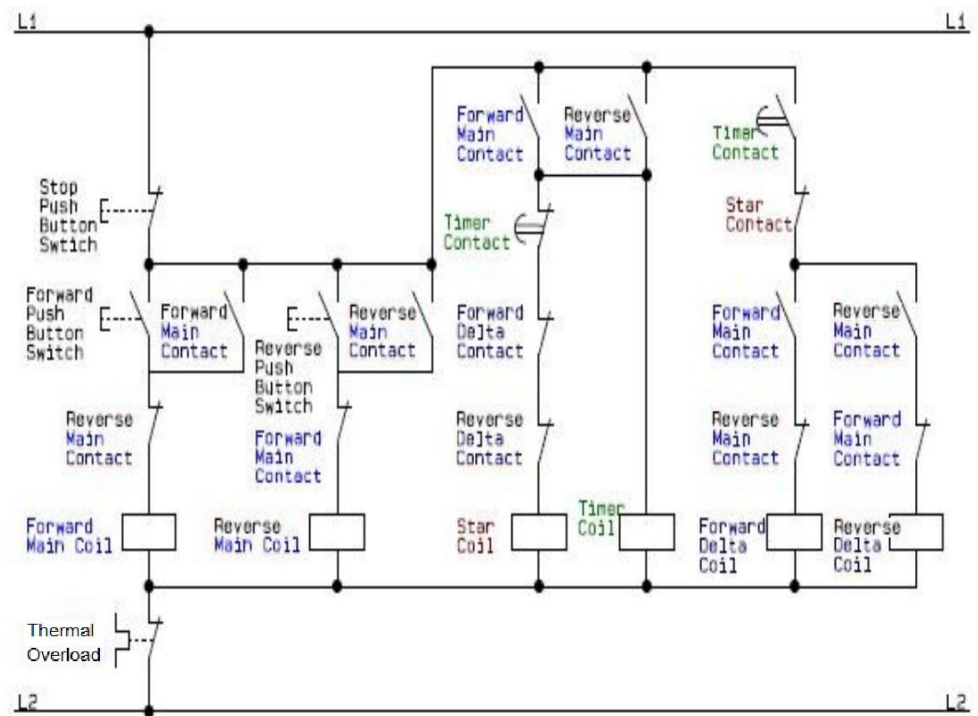 L1
L1
Forward
Main
Contact
Reverse
Main
Contact
Timer
Contact
Stop
Push
Button
Swtich
Timer
Contact
Star
Contact
Forward
Push
Button
Switch
Forward
Main
Contact
Reverse
Push
Button
Switch
Reverse
Main
Contact
Forward
Delta
Contact
Forward
Main
Contact
Reverse
Main
Contact
Reverse
Main
Contact
Forward
Main
Contact
Reverse
Delta
Contact
Reverse
Main
Contact
Forward
Main
Contact
Forward
Main Coil
Reverse
Main Coil
Star
Coil
Timer
Coil
Forward
Delta
Coil
Reverse
Delta
Coil
Thermal
Overload
L2
L2